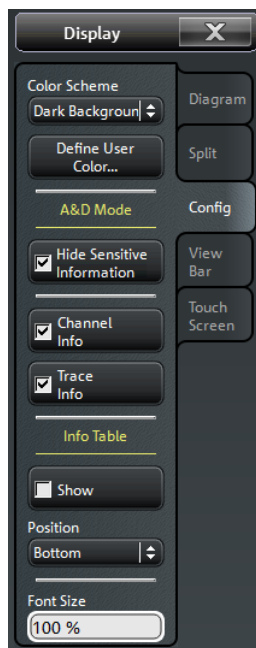 Display
X
Color Scheme
Dark Backgroun
Define User
Color...
A&D Mode
Hide Sensitive
Information
Channel
Info
Trace
Info
Info Table
Show
Position
Bottom
Font Size
100 %
Diagram
Split
Config
View
Bar
Touch
Screen